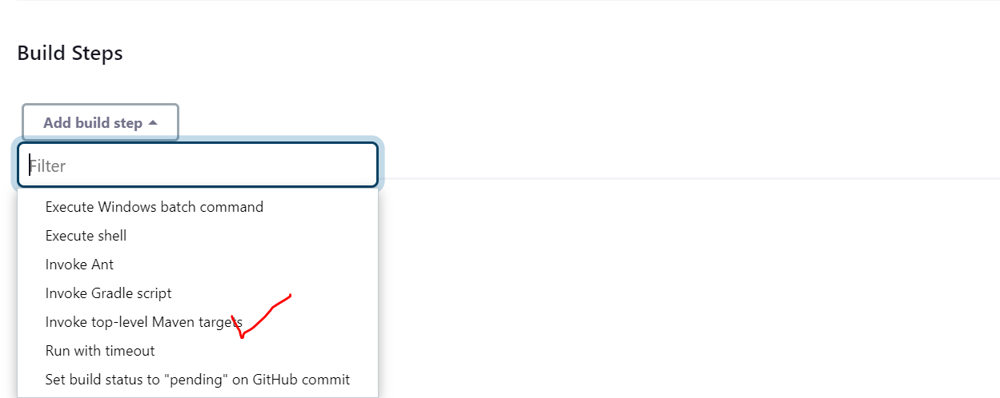 Build Steps
Add build step
Filter
Execute Windows batch command
Execute shell
Invoke Ant
Invoke Gradle script
Invoke top-level Maven targets
Run with timeout
Set build status to "pending" on GitHub commit